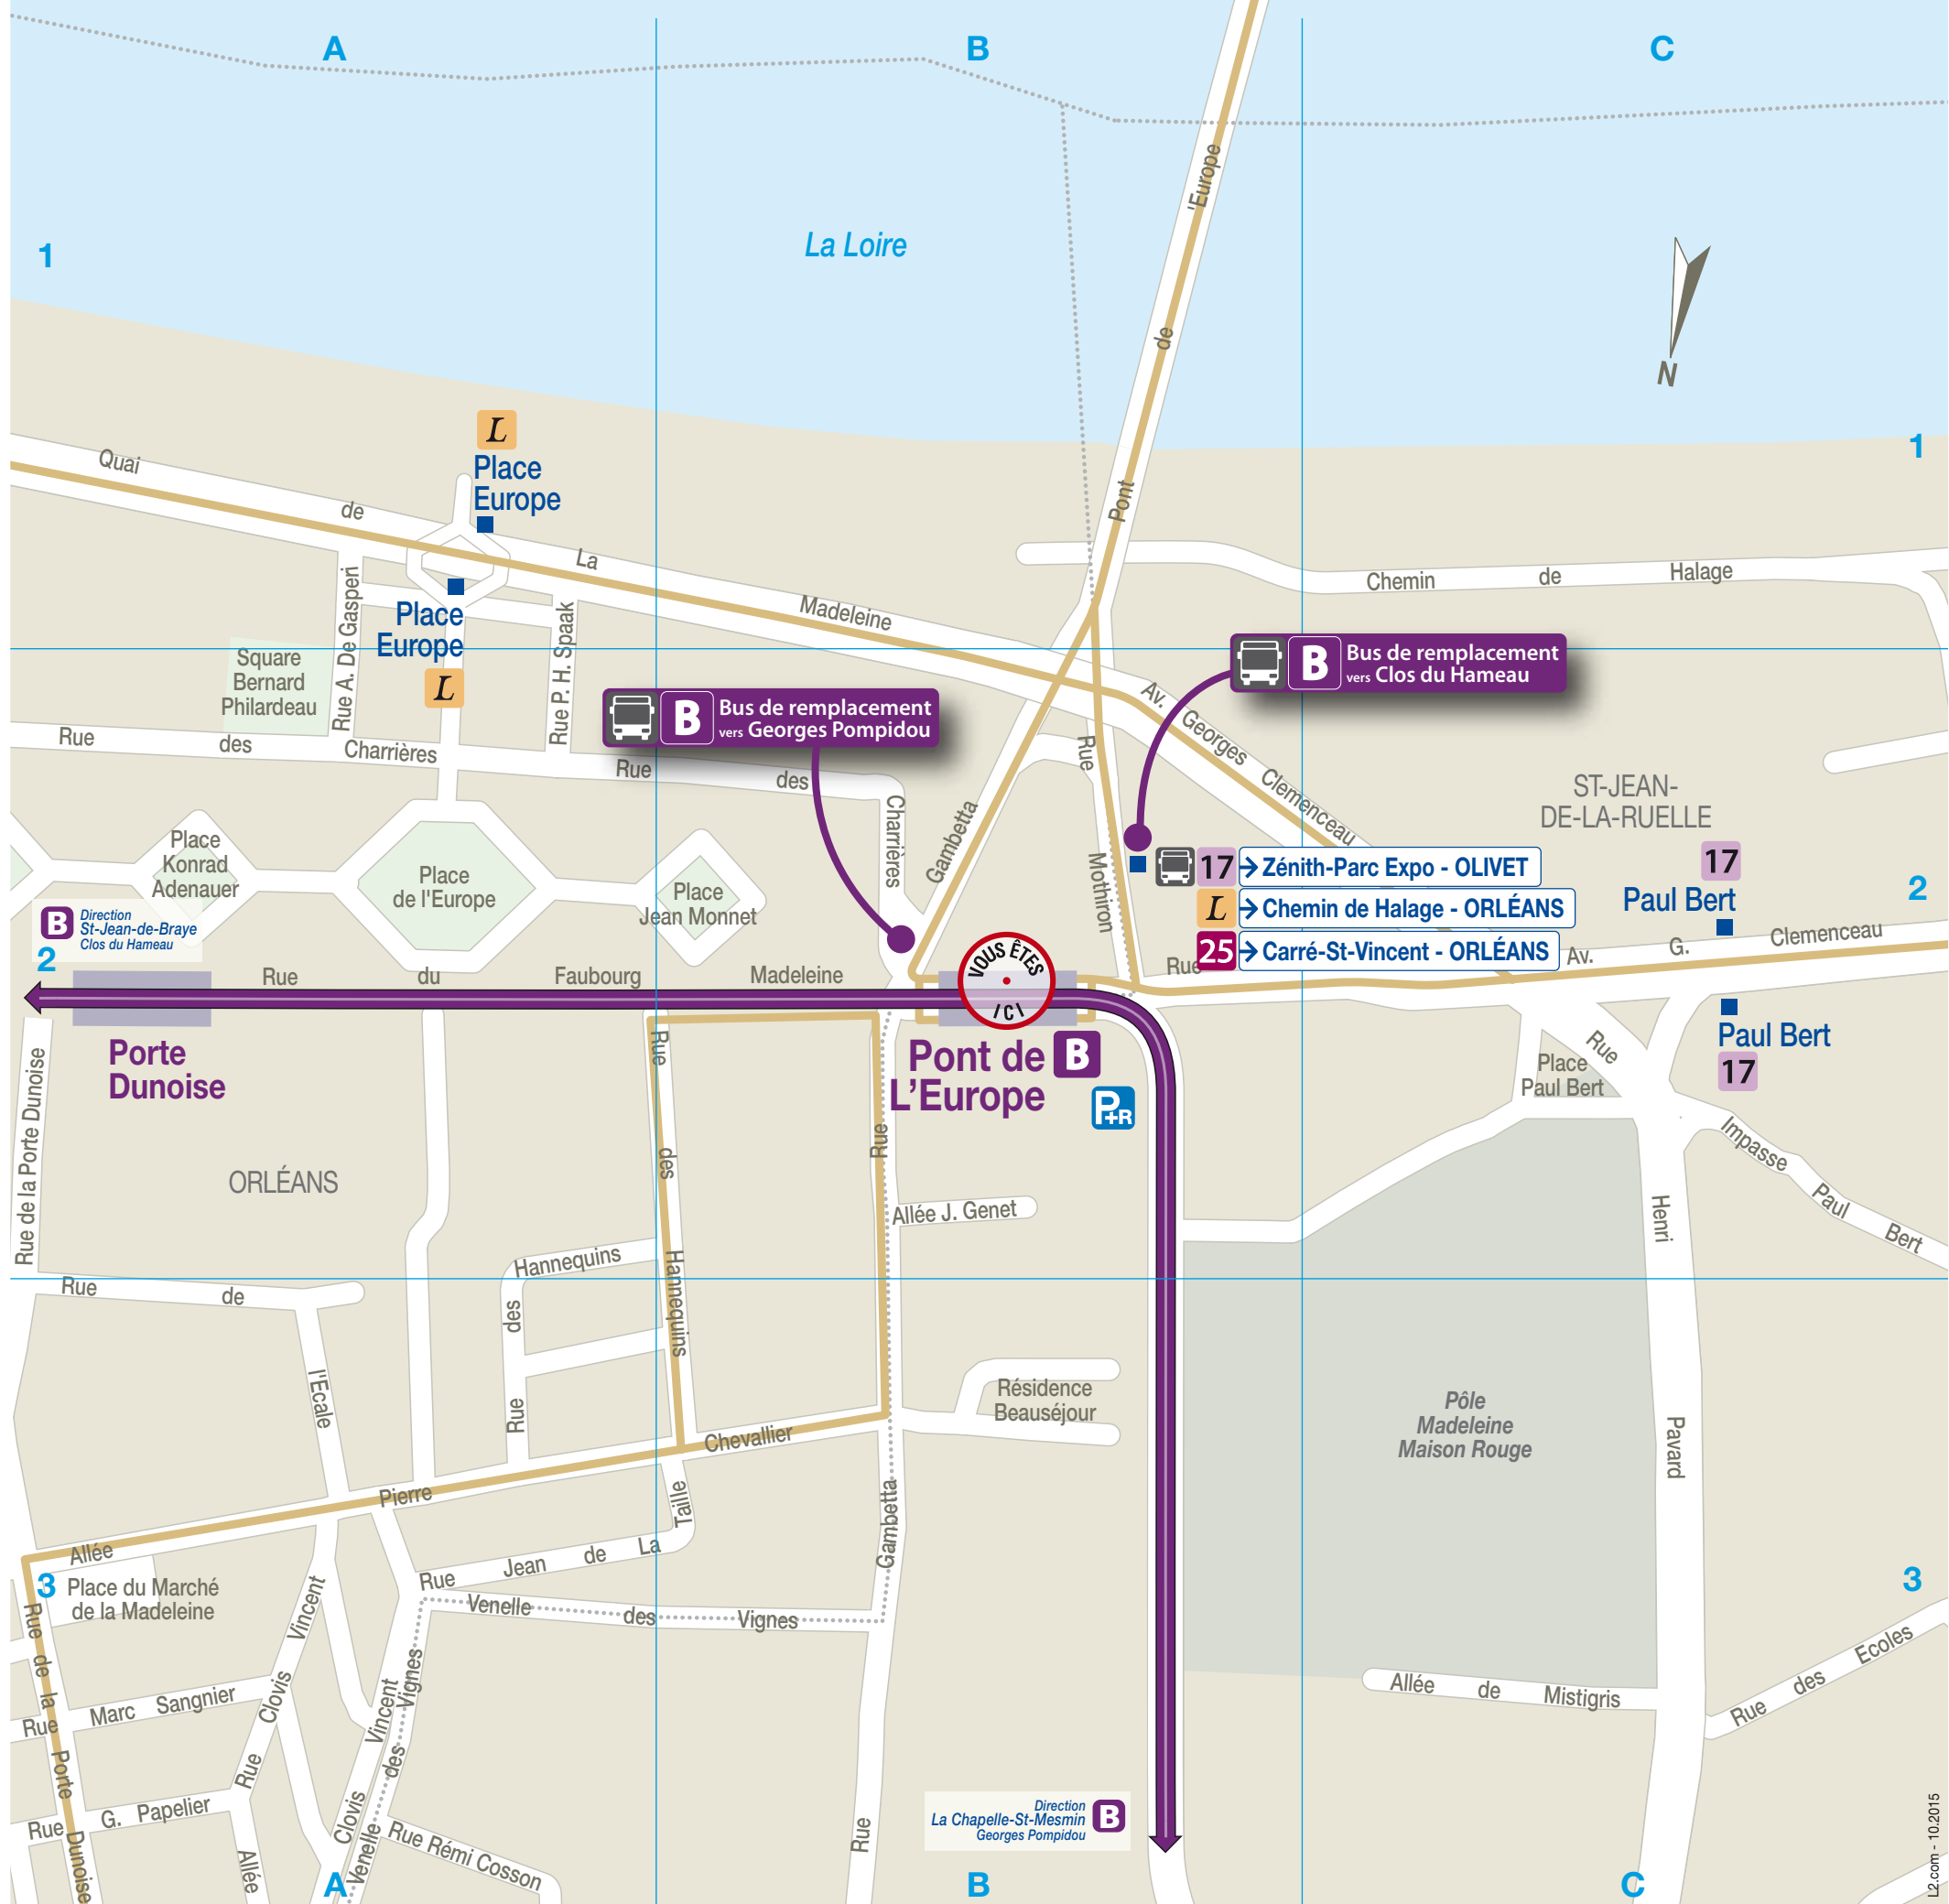 A
B
C
1
La Loire
Pont de 'Europe
N
1
L
Place
Europe
Quai de La Madeleine
Place
Europe
L
Chemin de Halage
Square
Bernard
Philardeau
Rue A. De Gasperi
Rue P. H. Spaak
B Bus de remplacement
vers Georges Pompidou
B Bus de remplacement
vers Clos du Hameau
Rue des Charrières
Rue des Charrières
Gambetta
Rue Mothiron
Av. Georges Clemenceau
ST-JEAN-
DE-LA-RUELLE
Place
Konrad
Adenauer
Place
de l'Europe
Place
Jean Monnet
17 Zénith-Parc Expo - OLIVET
L Chemin de Halage - ORLÉANS
25 Carré-St-Vincent - ORLÉANS
17
Paul Bert
2
B Direction
St-Jean-de-Braye
Clos du Hameau
2
Rue du Faubourg Madeleine
VOUS ÊTES
ICI
Rue
Av. G. Clemenceau
Porte
Dunoise
Pont de B
L'Europe
P+R
Rue
Place
Paul Bert
Paul Bert
17
Impasse Paul Bert
Rue de la Porte Dunoise
ORLÉANS
Rue des Hannequins
Rue des Hannequins
Rue Gambetta
Allée J. Genet
Henri Pavard
Rue de l'Ecale
Résidence
Beauséjour
Pôle
Madeleine
Maison Rouge
Allée Pierre Chevallier
Rue Jean de La Taille
3
Place du Marché
de la Madeleine
Venelle des Vignes
3
Rue de la Porte Dunoise
Rue Marc Sangnier
Rue Clovis Vincent
Clovis Vincent
Venelle des Vignes
Allée de Mistigris
Rue des Ecoles
Rue G. Papelier
Allée
Rue Rémi Cosson
Rue
Direction
La Chapelle-St-Mesmin B
Georges Pompidou
L2.com - 10.2015
A
B
C